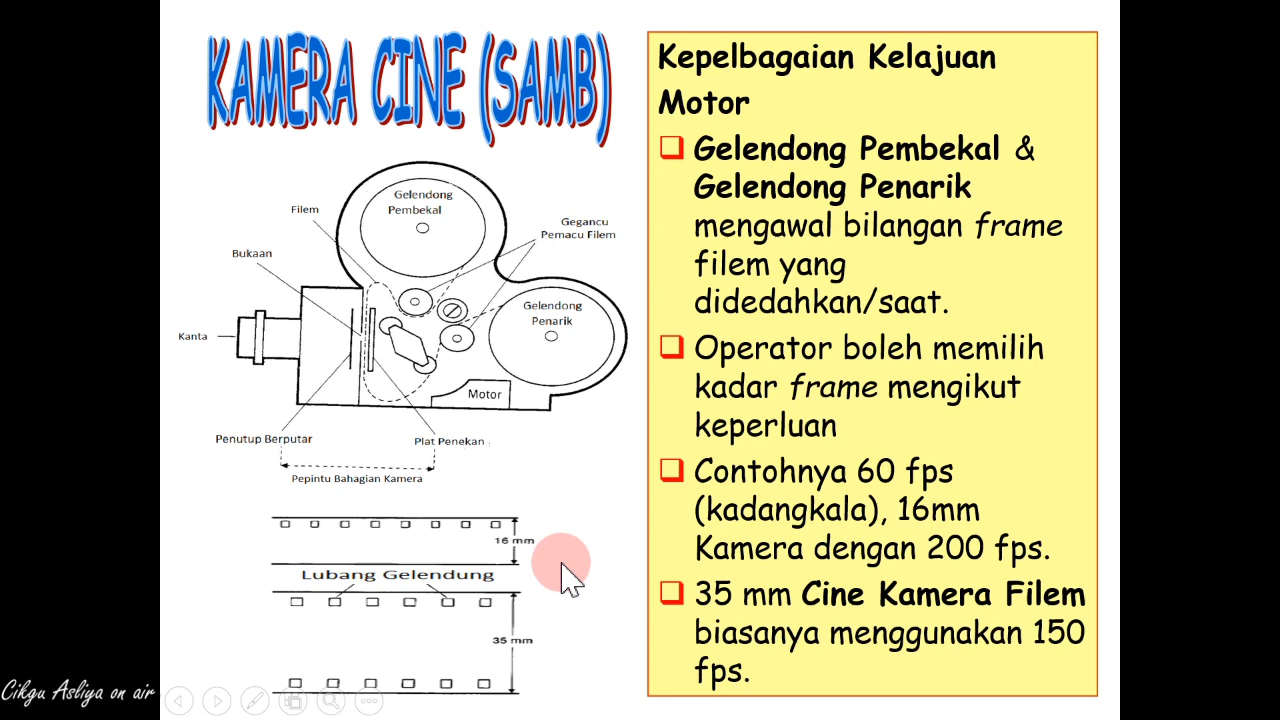 KAMERA CINE (SAMB)
Gelendong
Pembekal
Filem
Gegancu
Pemacu Filem
Bukaan
Gelendong
Penarik
Kanta
Motor
Penutup Berputar
Plat Penekan
Pepintu Bahagian Kamera
16 mm
Lubang Gelendung
35 mm
Kepelbagaian Kelajuan
Motor
Gelendong Pembekal &
Gelendong Penarik
mengawal bilangan frame
filem yang
didedahkan/saat.
Operator boleh memilih
kadar frame mengikut
keperluan
Contohnya 60 fps
(kadangkala), 16mm
Kamera dengan 200 fps.
35 mm Cine Kamera Filem
biasanya menggunakan 150
fps.
Cikgu Asliya on air